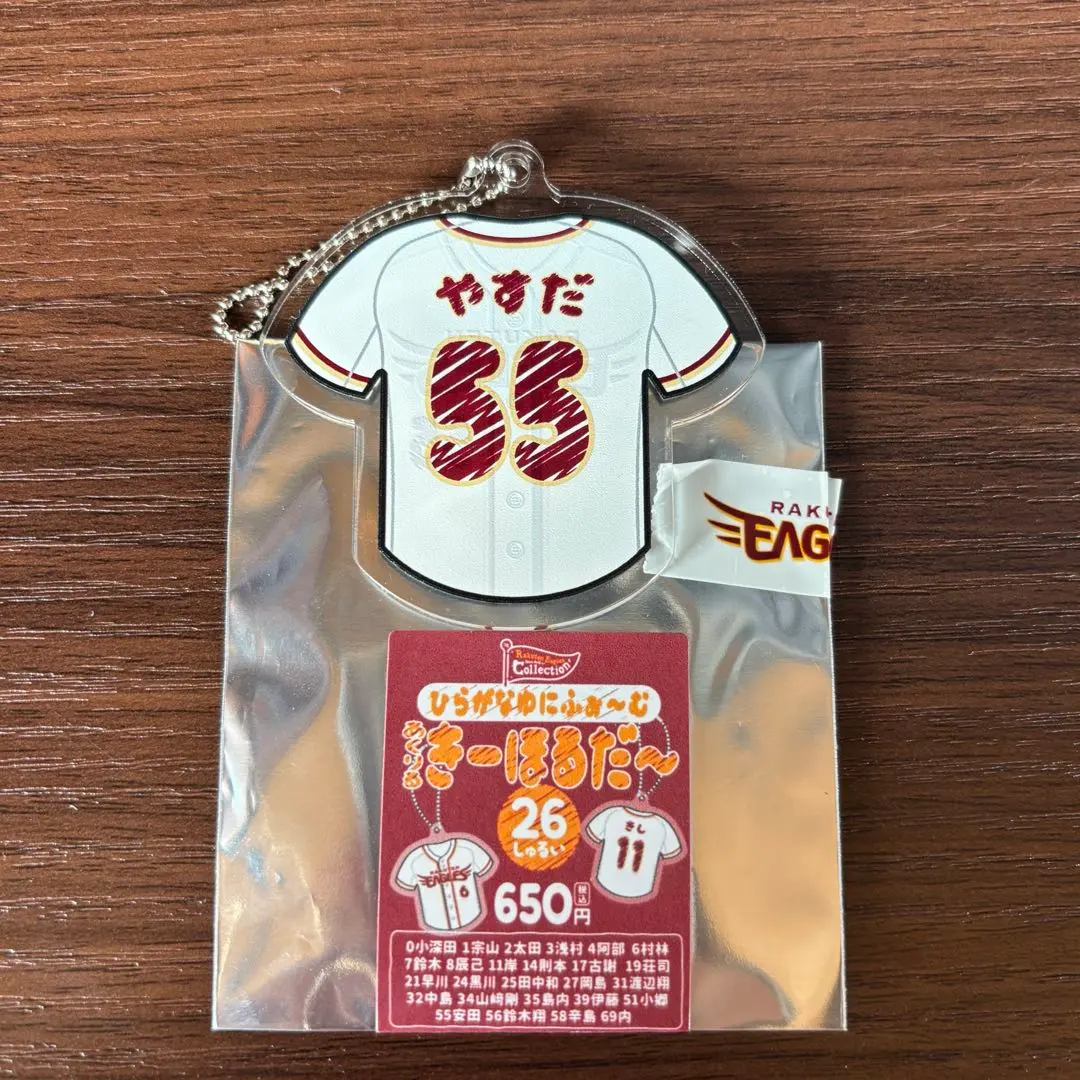 やすだ
55
RAK
EAG
Rakuten Eagles
Collection
ひらがなゆにふぉ〜む
あくりる
きーほるだ〜
26
しゅるい
EAGLES
6
きし
11
650円
税込
0小深田 1宗山 2太田 3浅村 4阿部 6村林
7鈴木 8辰己 11岸 14則本 17古謝 19荘司
21早川 24黒川 25田中和 27岡島 31渡辺翔
32中島 34山﨑剛 35島内 39伊藤 51小郷
55安田 56鈴木翔 58辛島 69内